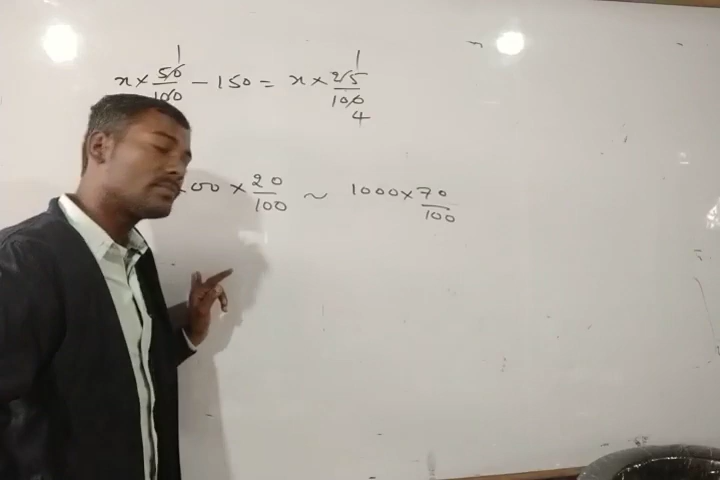 x × 50/100 − 150 = x × 25/100
1
1
4
00 × 20/100 ~ 1000 × 70/100